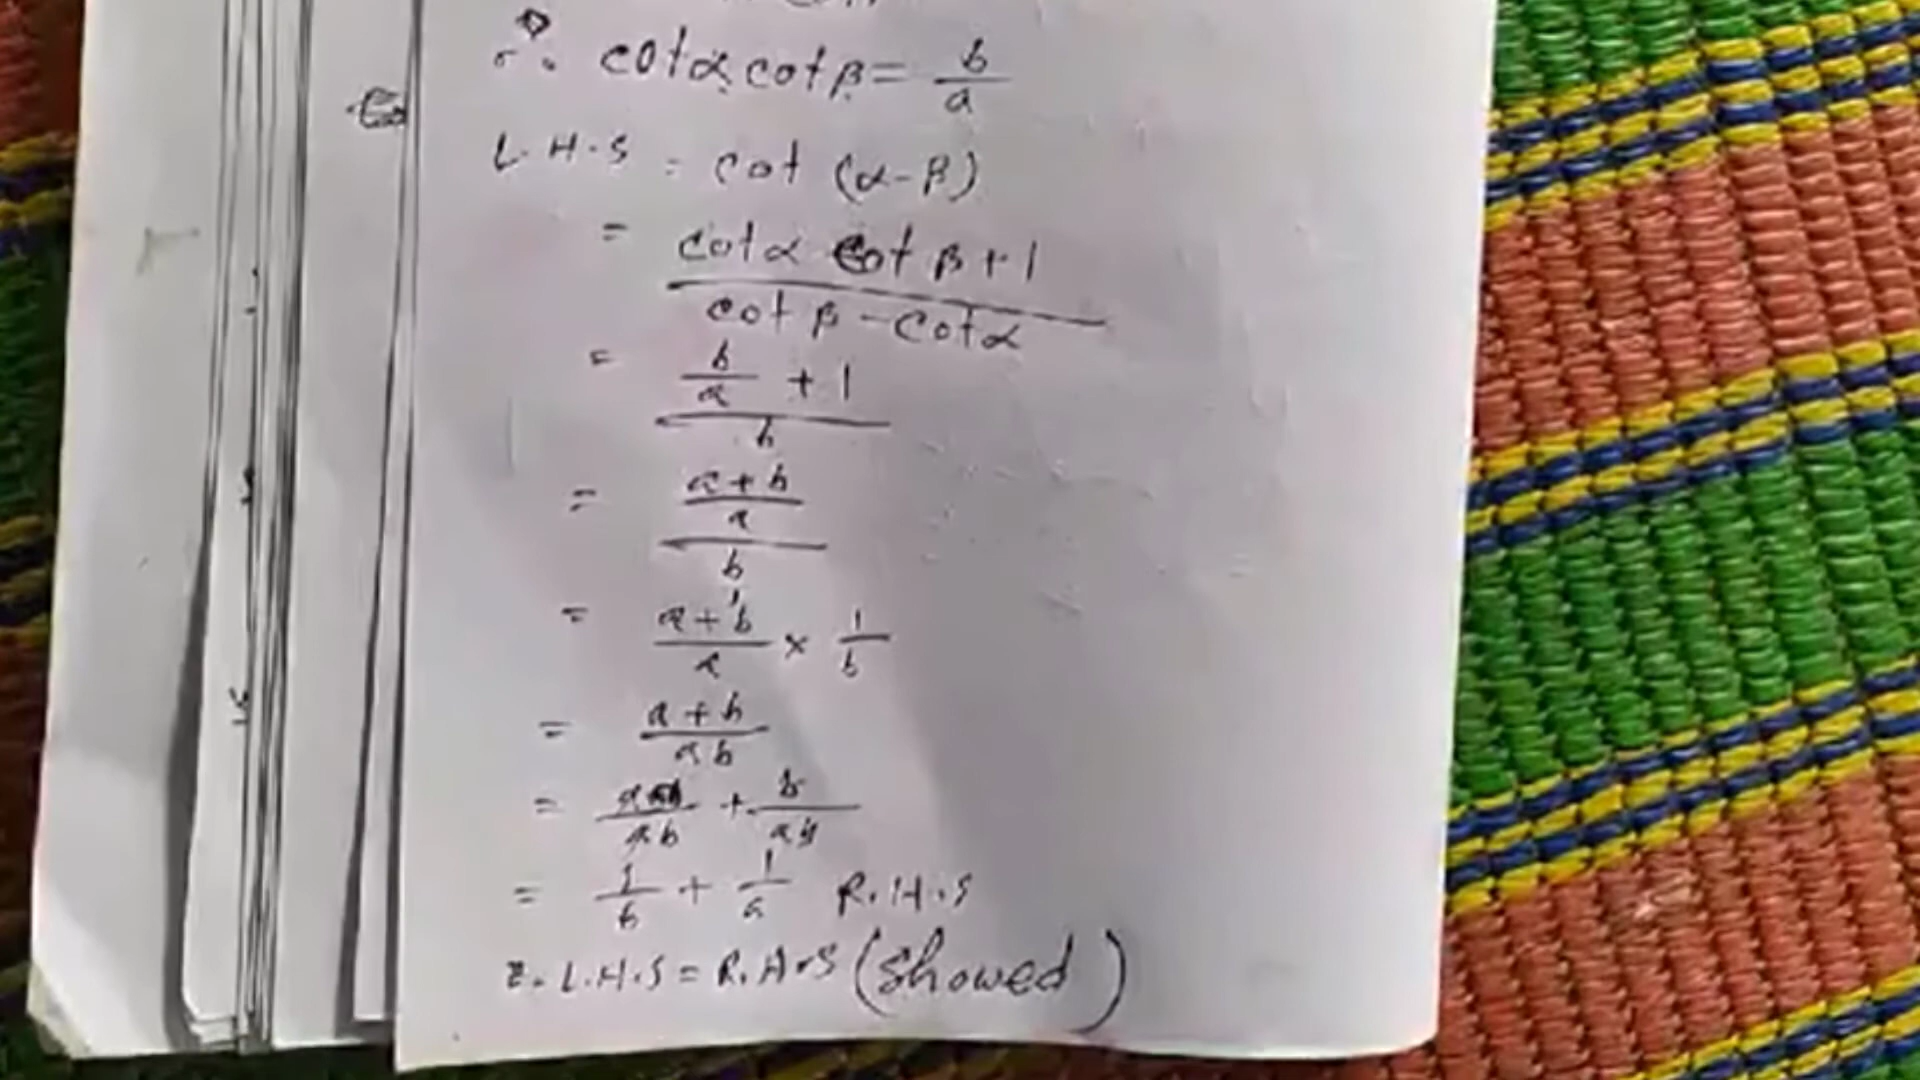 ∴ cotα cotβ = b/a
L.H.S = cot (α-β)
= (cotα cotβ + 1)/(cotβ - cotα)
= (b/a + 1)/b
= ((a+b)/a)/b
= (a+b)/a × 1/b
= (a+b)/ab
= a/ab + b/ab
= 1/b + 1/a R.H.S
∴ L.H.S = R.H.S (Showed)